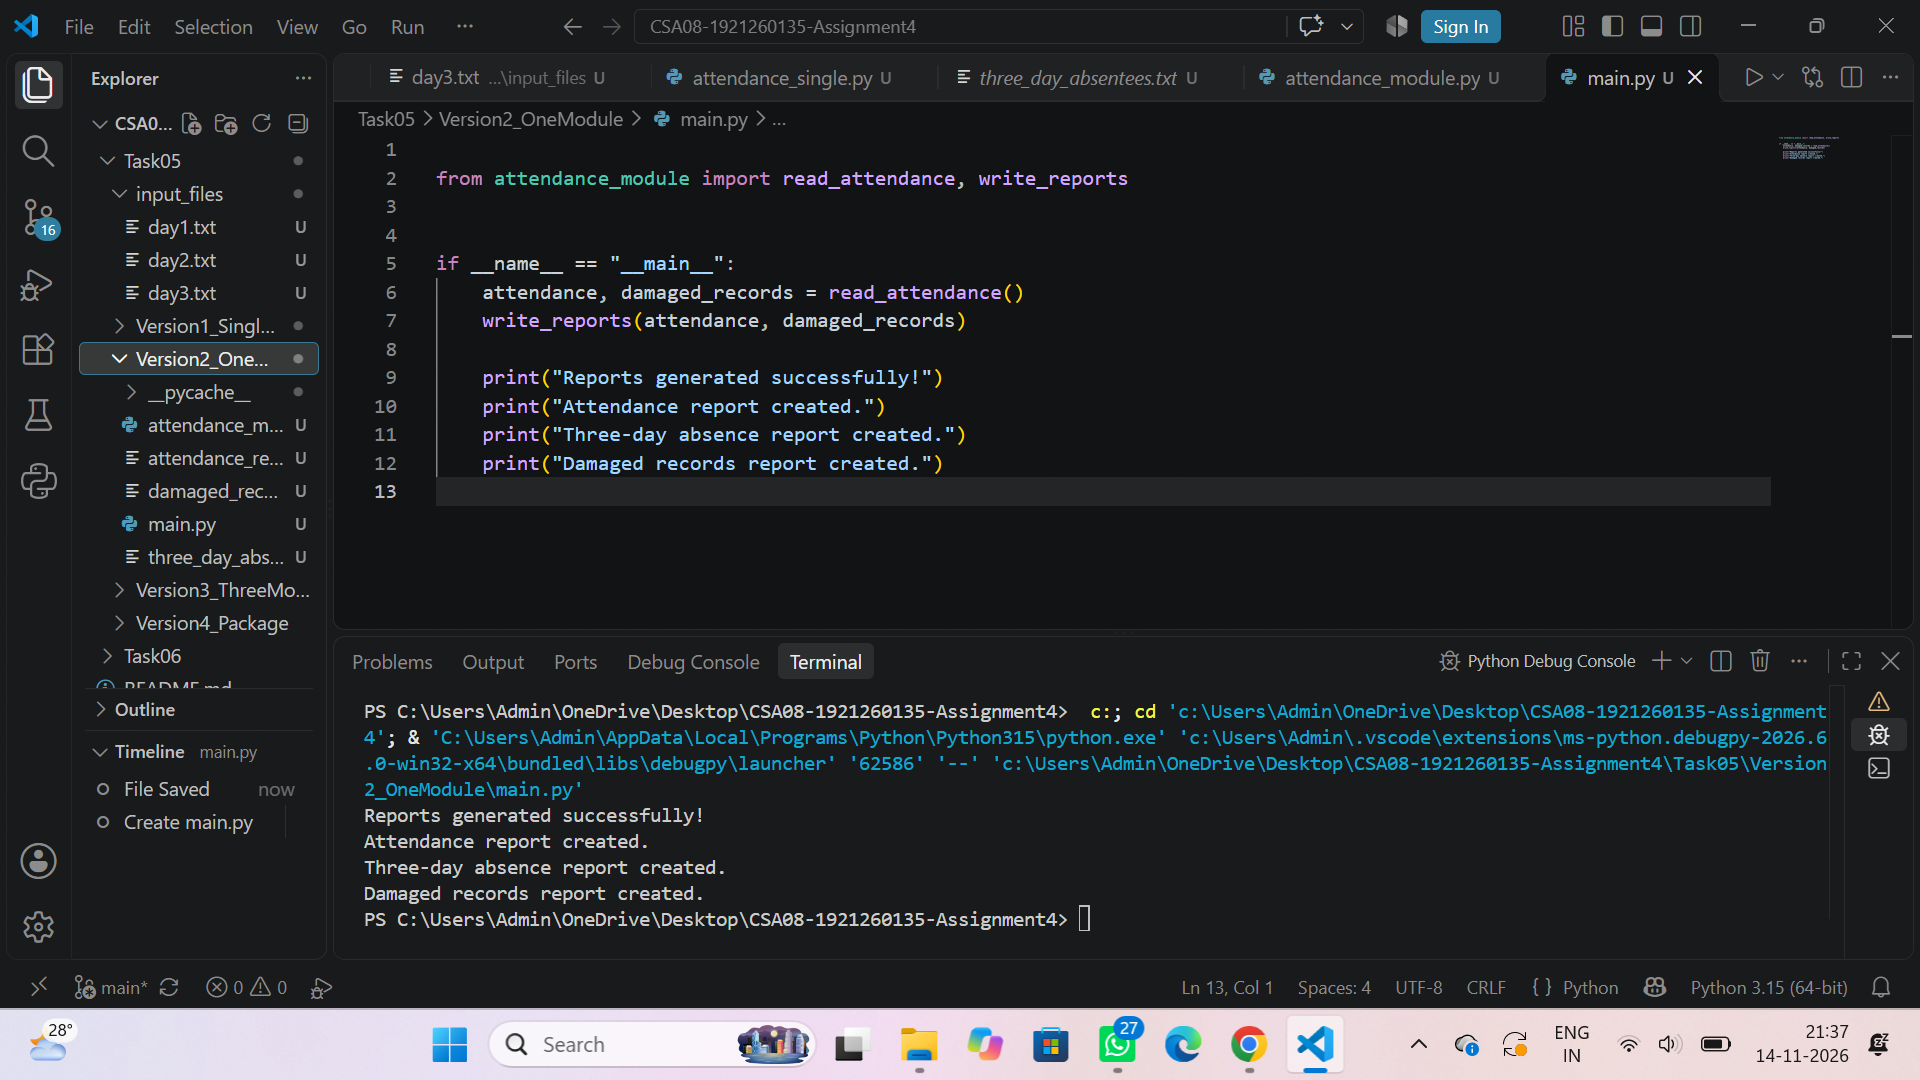 File Edit Selection View Go Run ...
CSA08-1921260135-Assignment4
Sign In
Explorer
CSA0...
Task05
input_files
day1.txt U
day2.txt U
day3.txt U
Version1_Singl...
Version2_One...
__pycache__
attendance_m... U
attendance_re... U
damaged_rec... U
main.py U
three_day_abs... U
Version3_ThreeMo...
Version4_Package
Task06
README.md
Outline
Timeline main.py
File Saved now
Create main.py
16
day3.txt ...\input_files U
attendance_single.py U
three_day_absentees.txt U
attendance_module.py U
main.py U
Task05 > Version2_OneModule > main.py > ...
1
2 from attendance_module import read_attendance, write_reports
3
4
5 if __name__ == "__main__":
6 attendance, damaged_records = read_attendance()
7 write_reports(attendance, damaged_records)
8
9 print("Reports generated successfully!")
10 print("Attendance report created.")
11 print("Three-day absence report created.")
12 print("Damaged records report created.")
13
Problems Output Ports Debug Console Terminal
Python Debug Console
PS C:\Users\Admin\OneDrive\Desktop\CSA08-1921260135-Assignment4> c:; cd 'c:\Users\Admin\OneDrive\Desktop\CSA08-1921260135-Assignment
4'; & 'C:\Users\Admin\AppData\Local\Programs\Python\Python315\python.exe' 'c:\Users\Admin\.vscode\extensions\ms-python.debugpy-2026.6
.0-win32-x64\bundled\libs\debugpy\launcher' '62586' '--' 'c:\Users\Admin\OneDrive\Desktop\CSA08-1921260135-Assignment4\Task05\Version
2_OneModule\main.py'
Reports generated successfully!
Attendance report created.
Three-day absence report created.
Damaged records report created.
PS C:\Users\Admin\OneDrive\Desktop\CSA08-1921260135-Assignment4>
main* 0 0
Ln 13, Col 1 Spaces: 4 UTF-8 CRLF {} Python Python 3.15 (64-bit)
28°
Search
27
ENG
IN
21:37
14-11-2026